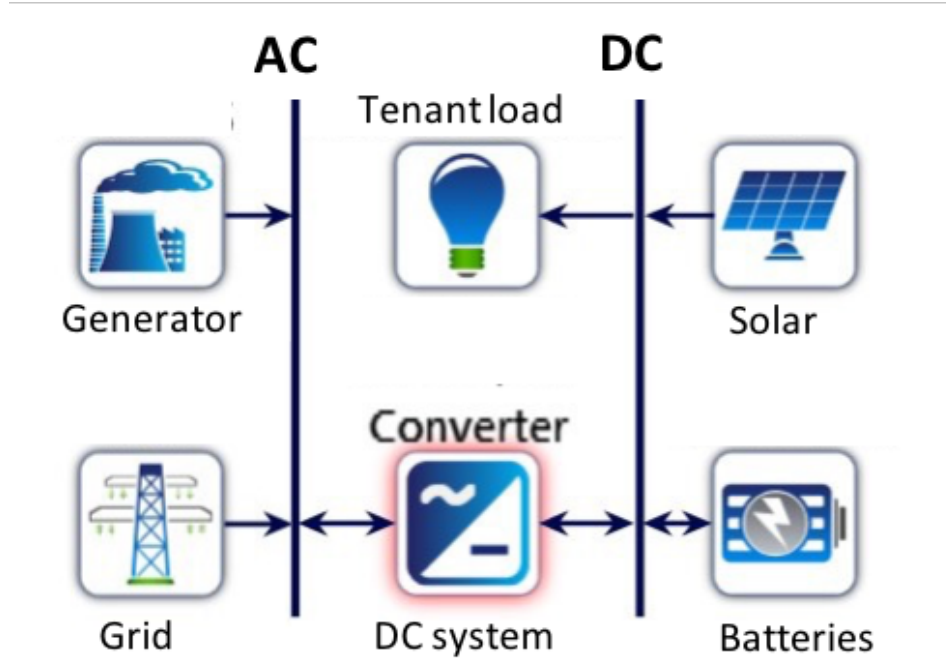 AC
DC
Tenant load
Generator
Solar
Converter
Grid
DC system
Batteries